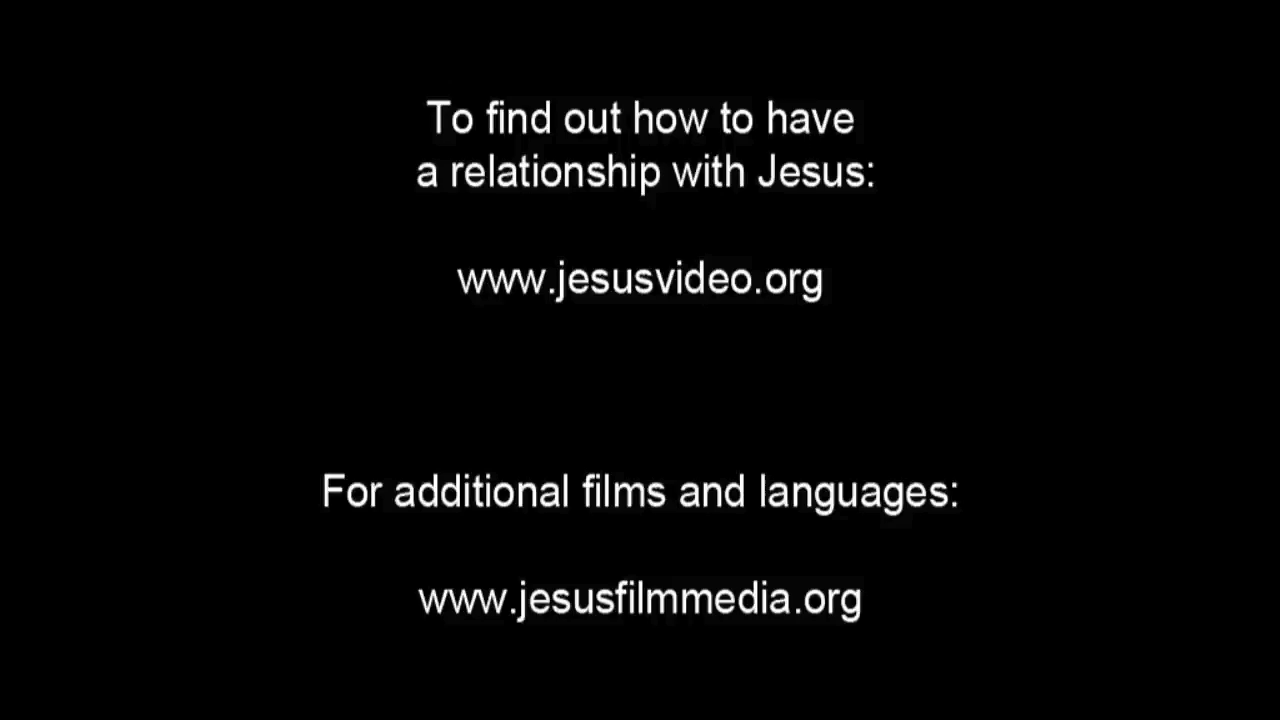 To find out how to have
a relationship with Jesus:
www.jesusvideo.org
For additional films and languages:
www.jesusfilmmedia.org